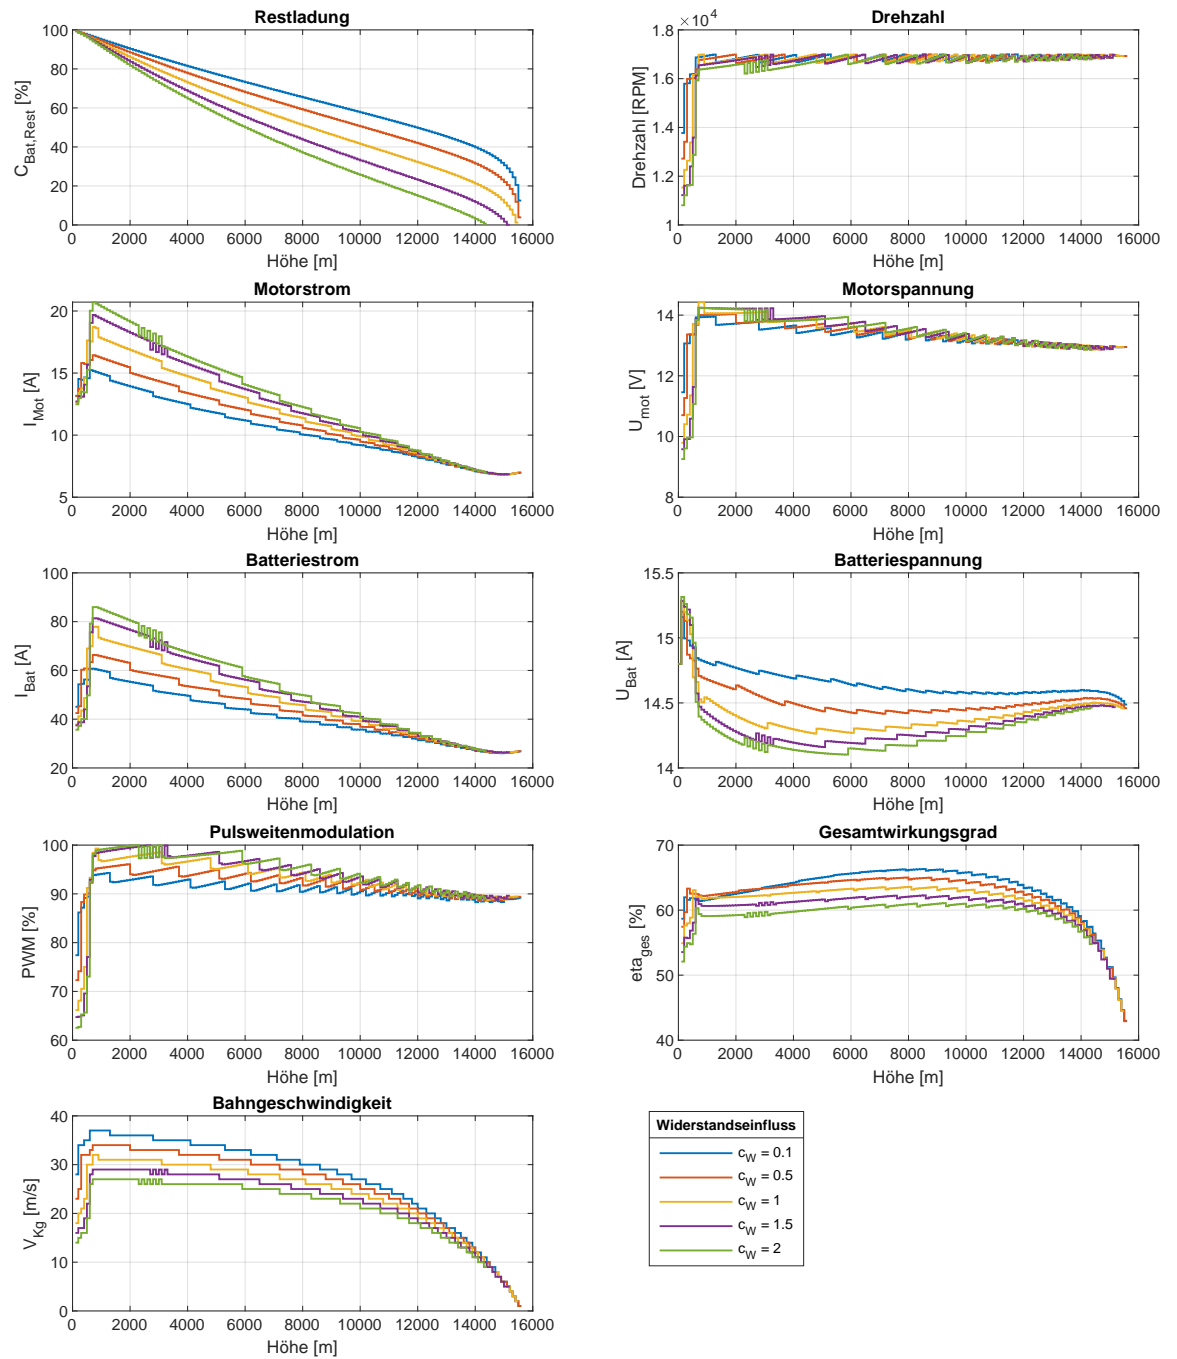 Restladung
100
80
60
40
20
0
C_Bat,Rest [%]
0 2000 4000 6000 8000 10000 12000 14000 16000
Höhe [m]
Drehzahl
×10^4
1.8
1.6
1.4
1.2
1
Drehzahl [RPM]
0 2000 4000 6000 8000 10000 12000 14000 16000
Höhe [m]
Motorstrom
20
15
10
5
I_Mot [A]
0 2000 4000 6000 8000 10000 12000 14000 16000
Höhe [m]
Motorspannung
14
12
10
8
U_mot [V]
0 2000 4000 6000 8000 10000 12000 14000 16000
Höhe [m]
Batteriestrom
100
80
60
40
20
I_Bat [A]
0 2000 4000 6000 8000 10000 12000 14000 16000
Höhe [m]
Batteriespannung
15.5
15
14.5
14
U_Bat [A]
0 2000 4000 6000 8000 10000 12000 14000 16000
Höhe [m]
Pulsweitenmodulation
100
90
80
70
60
PWM [%]
0 2000 4000 6000 8000 10000 12000 14000 16000
Höhe [m]
Gesamtwirkungsgrad
70
60
50
40
eta_ges [%]
0 2000 4000 6000 8000 10000 12000 14000 16000
Höhe [m]
Bahngeschwindigkeit
40
30
20
10
0
V_Kg [m/s]
0 2000 4000 6000 8000 10000 12000 14000 16000
Höhe [m]
Widerstandseinfluss
c_W = 0.1
c_W = 0.5
c_W = 1
c_W = 1.5
c_W = 2